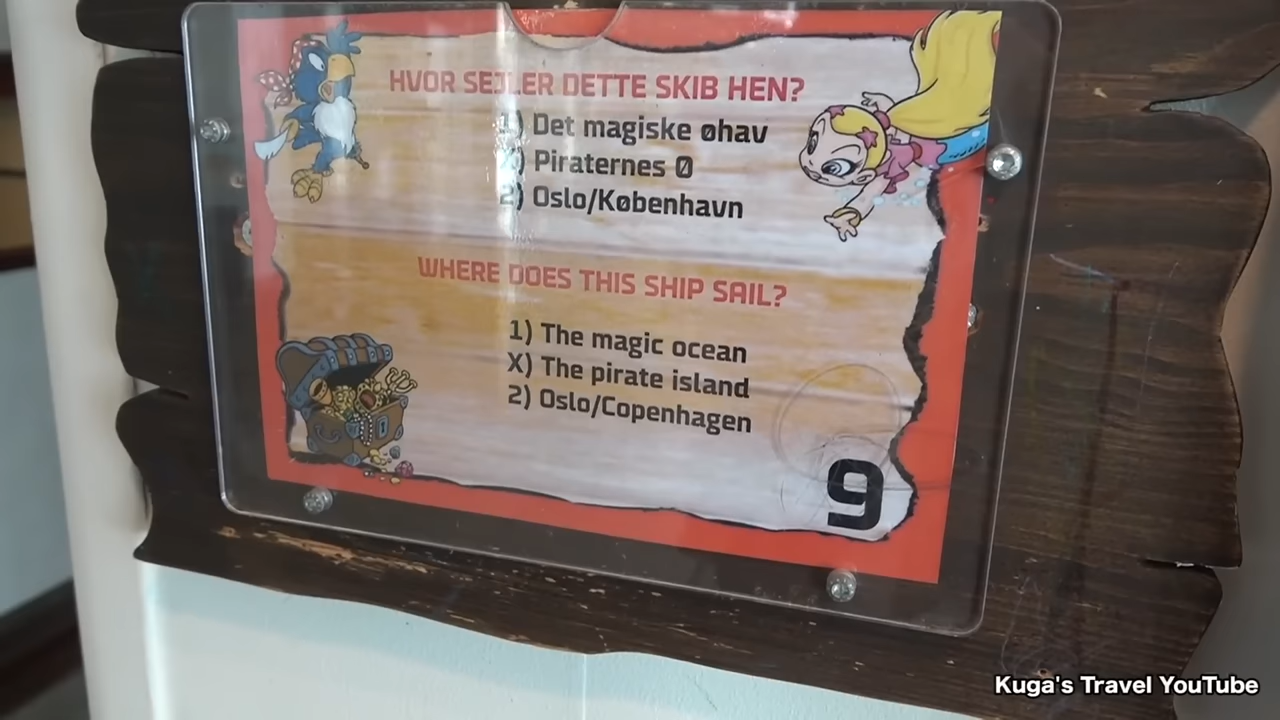 HVOR SEJLER DETTE SKIB HEN?
1) Det magiske øhav
X) Piraternes Ø
2) Oslo/København
WHERE DOES THIS SHIP SAIL?
1) The magic ocean
X) The pirate island
2) Oslo/Copenhagen
9
Kuga's Travel YouTube